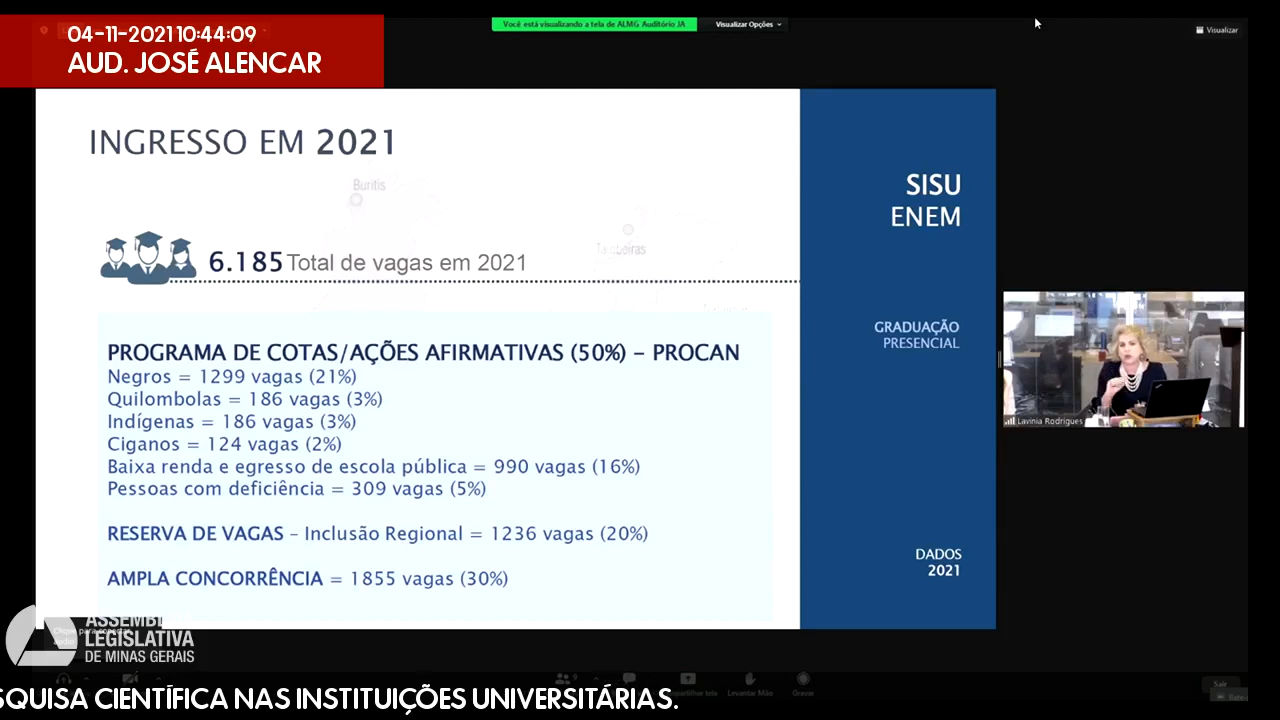 04-11-2021 10:44:09
AUD. JOSÉ ALENCAR
Você está visualizando a tela de ALMG Auditório JA
Visualizar Opções
Visualizar
INGRESSO EM 2021
Buritis
6.185 Total de vagas em 2021
PROGRAMA DE COTAS/AÇÕES AFIRMATIVAS (50%) – PROCAN
Negros = 1299 vagas (21%)
Quilombolas = 186 vagas (3%)
Indígenas = 186 vagas (3%)
Ciganos = 124 vagas (2%)
Baixa renda e egresso de escola pública = 990 vagas (16%)
Pessoas com deficiência = 309 vagas (5%)
RESERVA DE VAGAS – Inclusão Regional = 1236 vagas (20%)
AMPLA CONCORRÊNCIA = 1855 vagas (30%)
SISU
ENEM
GRADUAÇÃO
PRESENCIAL
DADOS
2021
Lavínia Rodrigues
LEGISLATIVA
DE MINAS GERAIS
Levantar Mão
Gravar
Sair
SQUISA CIENTÍFICA NAS INSTITUIÇÕES UNIVERSITÁRIAS.